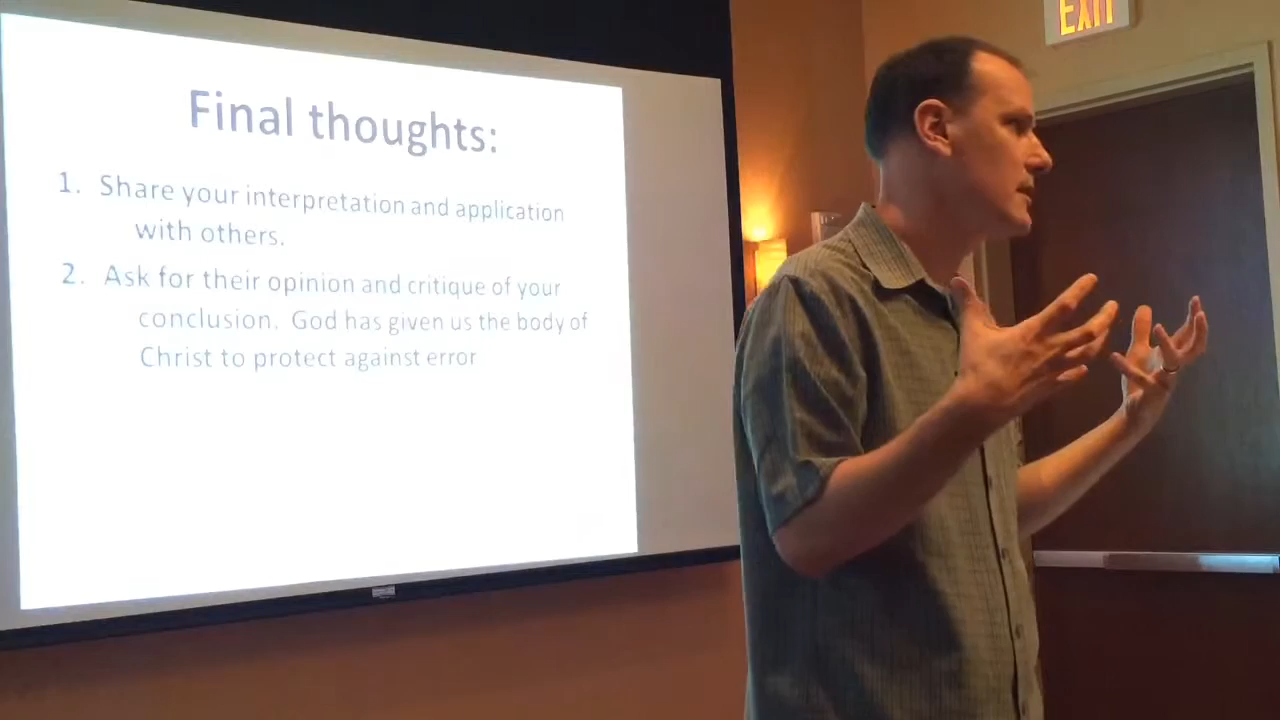 EXIT
Final thoughts:
1. Share your interpretation and application
with others.
2. Ask for their opinion and critique of your
conclusion. God has given us the body of
Christ to protect against error